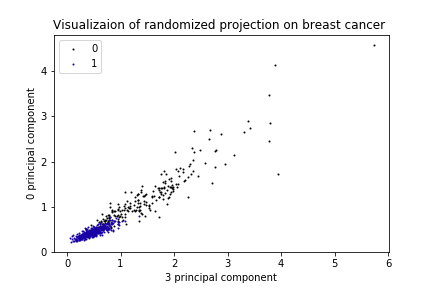 Visualizaion of randomized projection on breast cancer
0
1
4
3
2
1
0
0 principal component
0 1 2 3 4 5 6
3 principal component